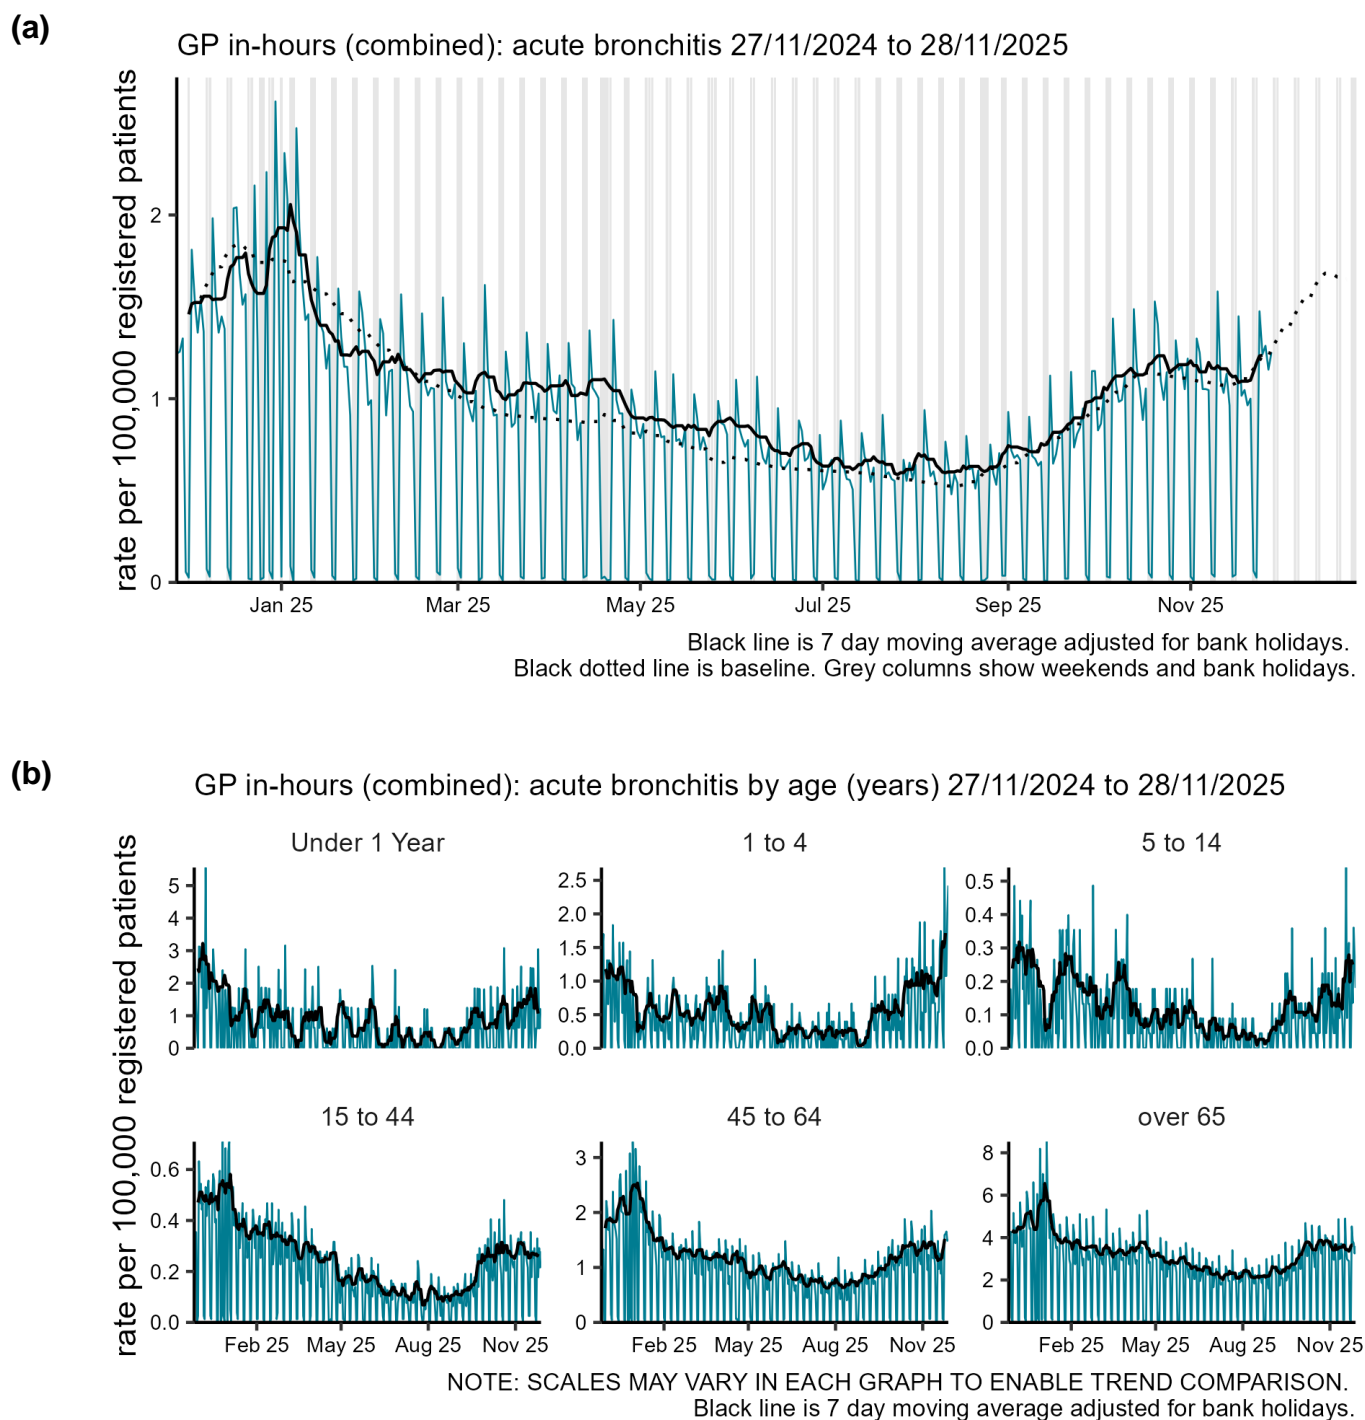 (a)
GP in-hours (combined): acute bronchitis 27/11/2024 to 28/11/2025
rate per 100,000 registered patients
2
1
0
Jan 25 Mar 25 May 25 Jul 25 Sep 25 Nov 25
Black line is 7 day moving average adjusted for bank holidays.
Black dotted line is baseline. Grey columns show weekends and bank holidays.
(b)
GP in-hours (combined): acute bronchitis by age (years) 27/11/2024 to 28/11/2025
rate per 100,000 registered patients
Under 1 Year
5
4
3
2
1
0
1 to 4
2.5
2.0
1.5
1.0
0.5
0.0
5 to 14
0.5
0.4
0.3
0.2
0.1
0.0
15 to 44
0.6
0.4
0.2
0.0
Feb 25 May 25 Aug 25 Nov 25
45 to 64
3
2
1
0
Feb 25 May 25 Aug 25 Nov 25
over 65
8
6
4
2
0
Feb 25 May 25 Aug 25 Nov 25
NOTE: SCALES MAY VARY IN EACH GRAPH TO ENABLE TREND COMPARISON.
Black line is 7 day moving average adjusted for bank holidays.